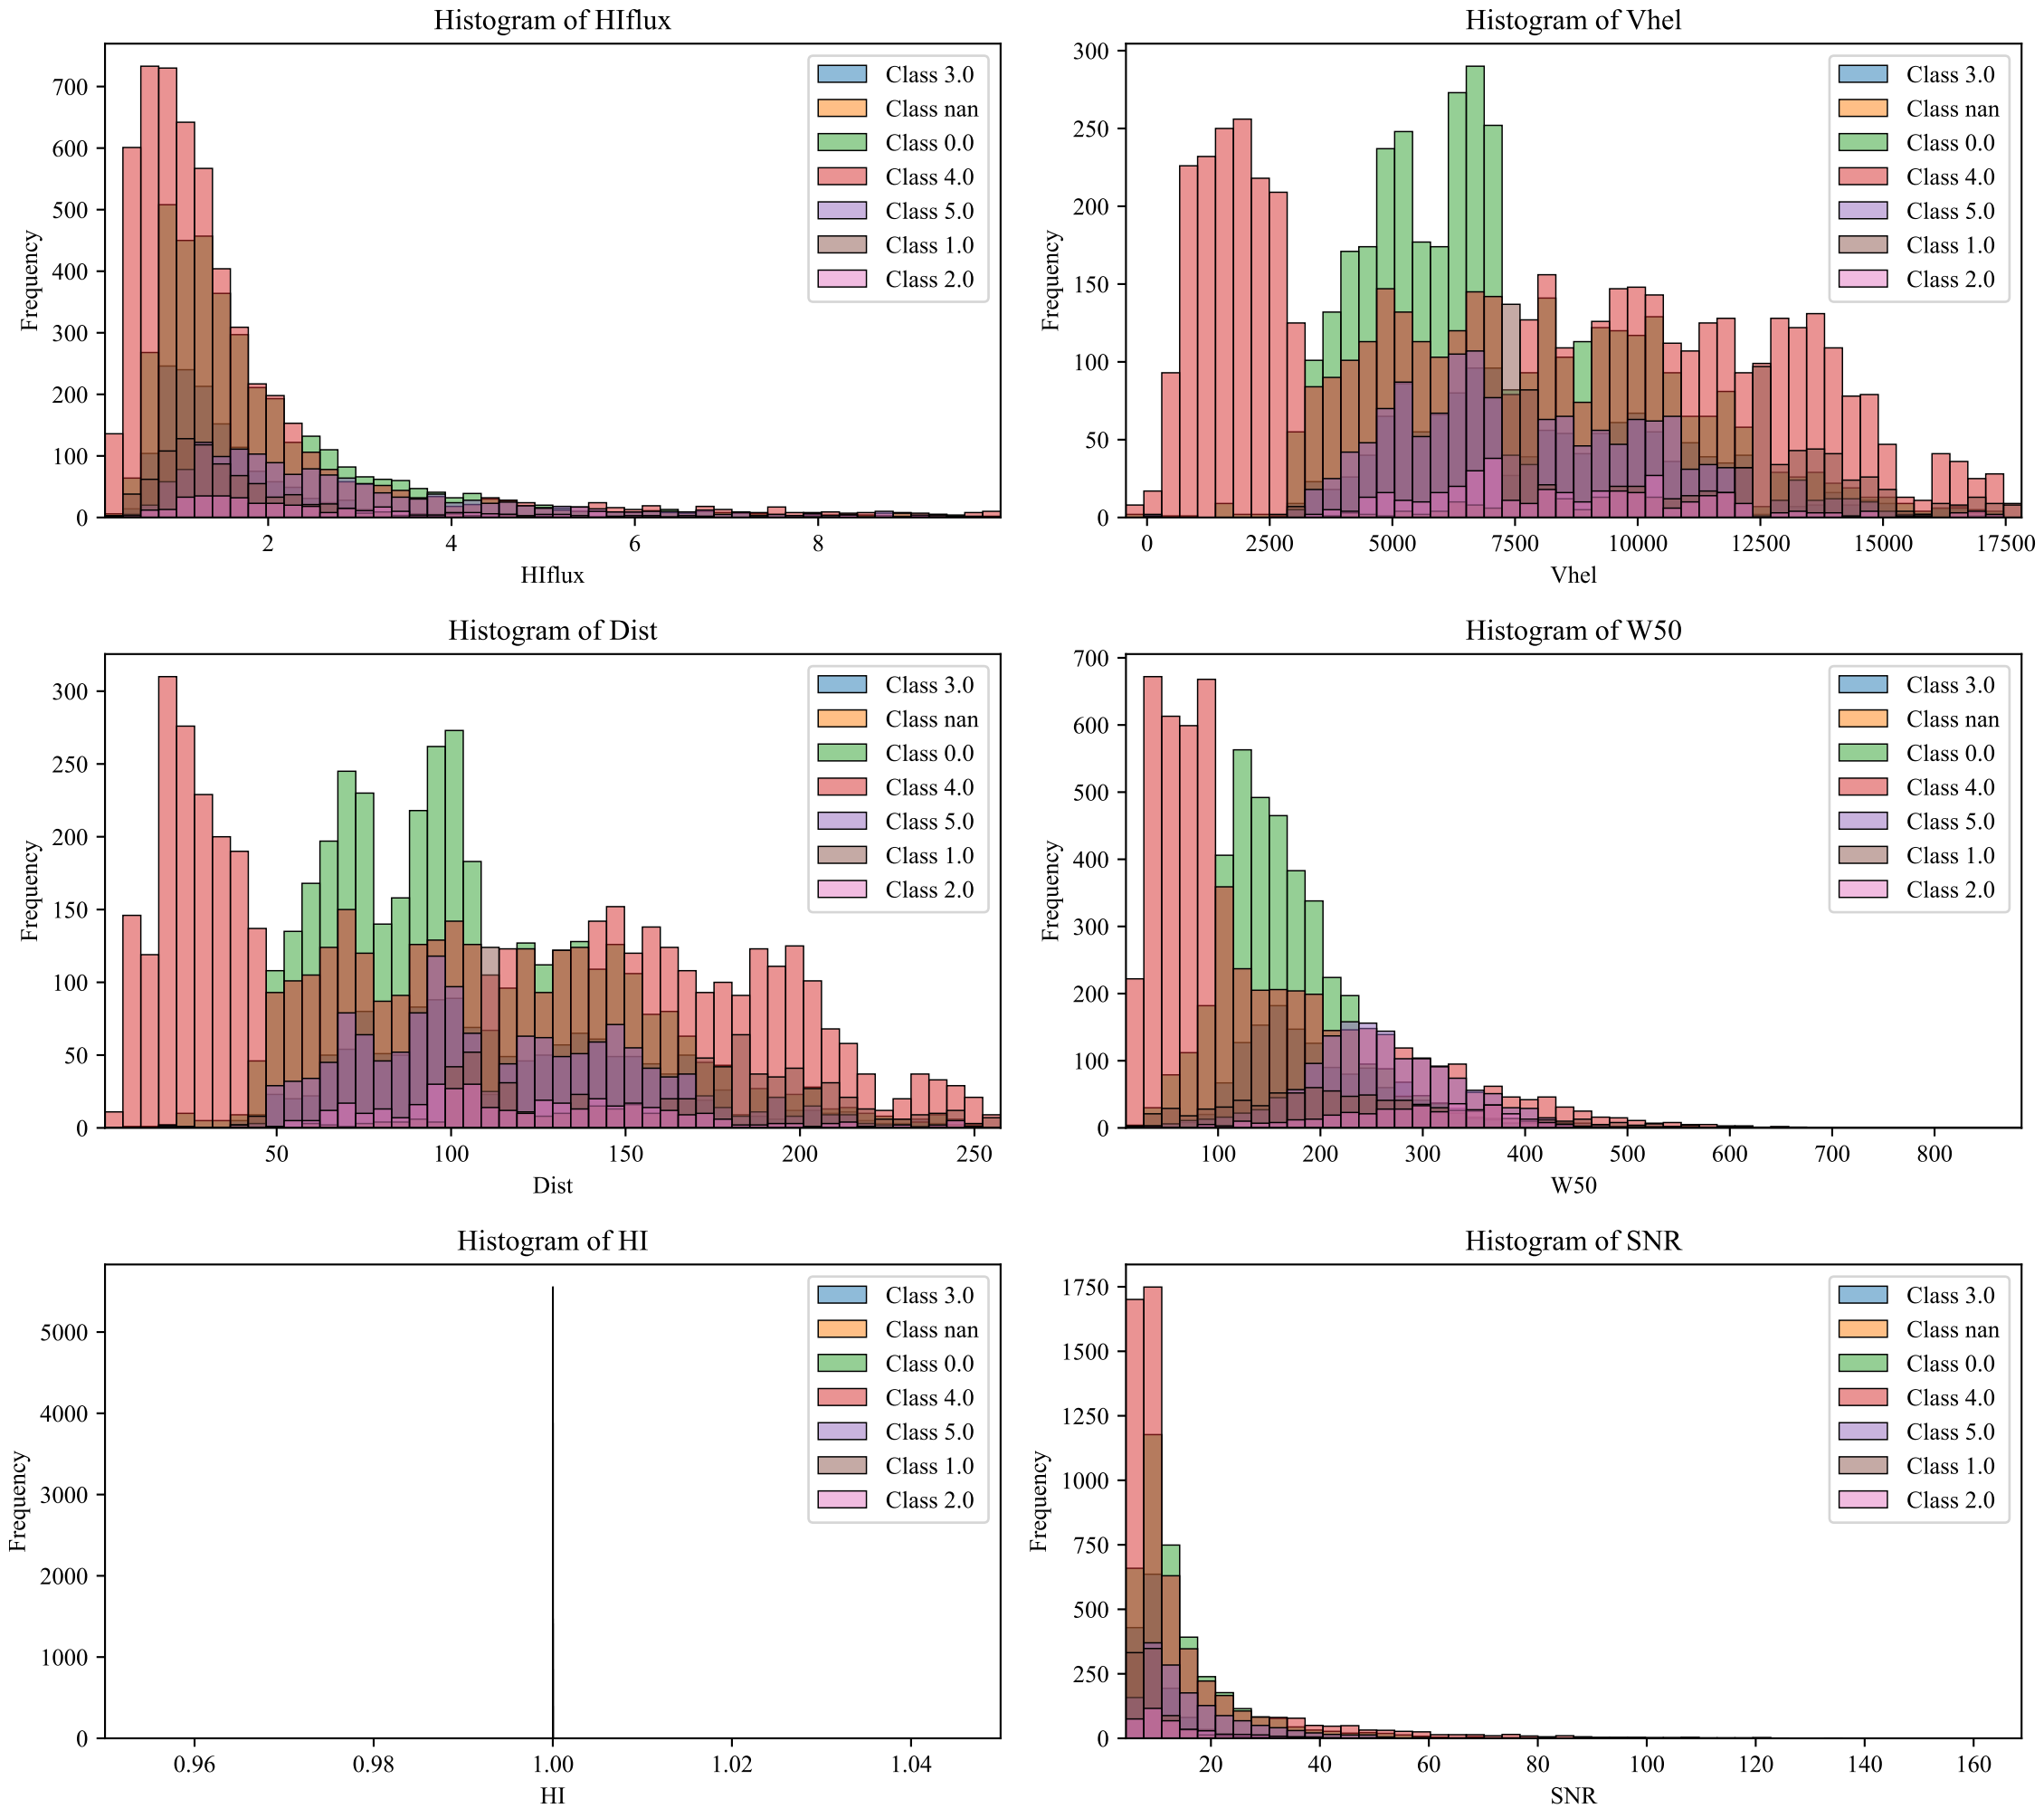 Histogram of HIflux
Frequency
0
100
200
300
400
500
600
700
2
4
6
8
HIflux
Class 3.0
Class nan
Class 0.0
Class 4.0
Class 5.0
Class 1.0
Class 2.0
Histogram of Vhel
Frequency
0
50
100
150
200
250
300
0
2500
5000
7500
10000
12500
15000
17500
Vhel
Class 3.0
Class nan
Class 0.0
Class 4.0
Class 5.0
Class 1.0
Class 2.0
Histogram of Dist
Frequency
0
50
100
150
200
250
300
50
100
150
200
250
Dist
Class 3.0
Class nan
Class 0.0
Class 4.0
Class 5.0
Class 1.0
Class 2.0
Histogram of W50
Frequency
0
100
200
300
400
500
600
700
100
200
300
400
500
600
700
800
W50
Class 3.0
Class nan
Class 0.0
Class 4.0
Class 5.0
Class 1.0
Class 2.0
Histogram of HI
Frequency
0
1000
2000
3000
4000
5000
0.96
0.98
1.00
1.02
1.04
HI
Class 3.0
Class nan
Class 0.0
Class 4.0
Class 5.0
Class 1.0
Class 2.0
Histogram of SNR
Frequency
0
250
500
750
1000
1250
1500
1750
20
40
60
80
100
120
140
160
SNR
Class 3.0
Class nan
Class 0.0
Class 4.0
Class 5.0
Class 1.0
Class 2.0